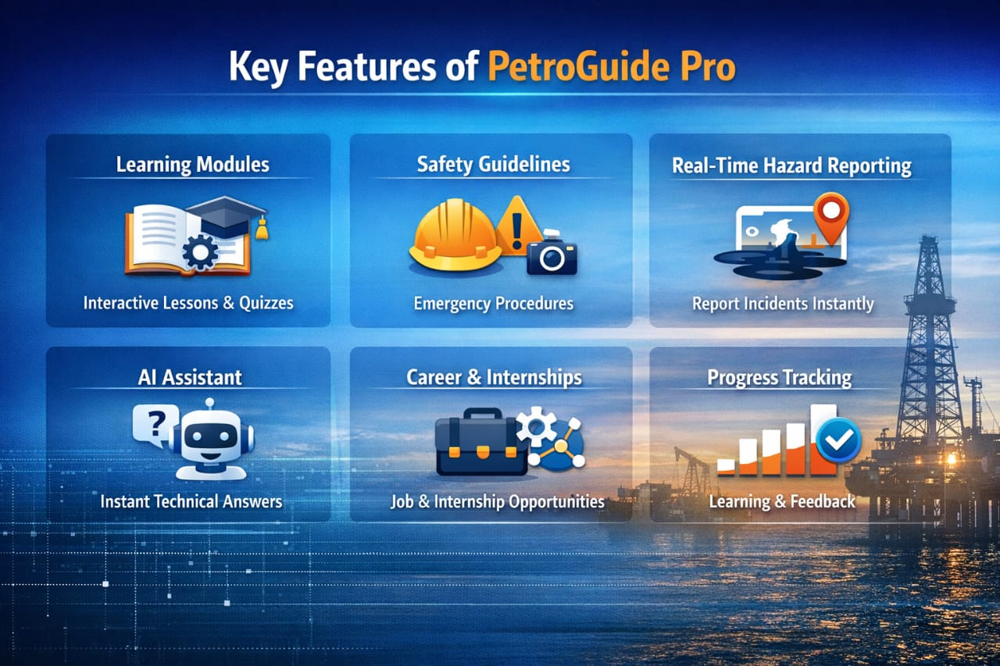 Key Features of PetroGuide Pro
Learning Modules
Interactive Lessons & Quizzes
Safety Guidelines
Emergency Procedures
Real-Time Hazard Reporting
Report Incidents Instantly
AI Assistant
?
Instant Technical Answers
Career & Internships
Job & Internship Opportunities
Progress Tracking
Learning & Feedback